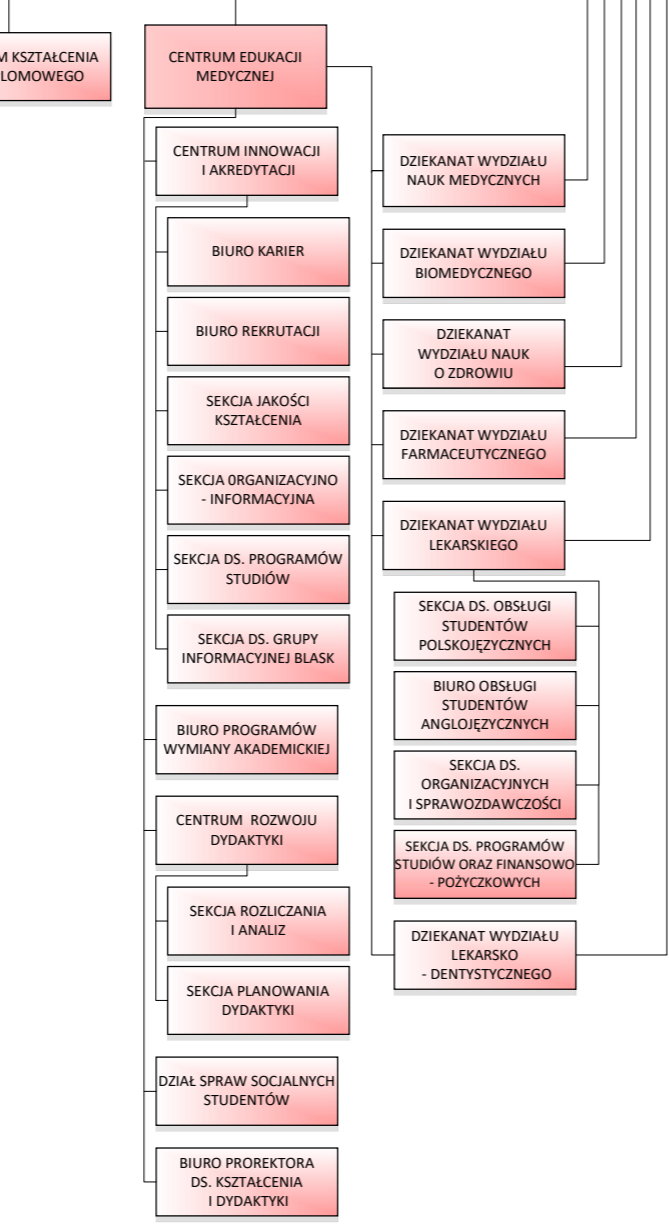 M KSZTAŁCENIA
LOMOWEGO
CENTRUM EDUKACJI
MEDYCZNEJ
CENTRUM INNOWACJI
I AKREDYTACJI
BIURO KARIER
BIURO REKRUTACJI
SEKCJA JAKOŚCI
KSZTAŁCENIA
SEKCJA 0RGANIZACYJNO
- INFORMACYJNA
SEKCJA DS. PROGRAMÓW
STUDIÓW
SEKCJA DS. GRUPY
INFORMACYJNEJ BLASK
BIURO PROGRAMÓW
WYMIANY AKADEMICKIEJ
CENTRUM ROZWOJU
DYDAKTYKI
SEKCJA ROZLICZANIA
I ANALIZ
SEKCJA PLANOWANIA
DYDAKTYKI
DZIAŁ SPRAW SOCJALNYCH
STUDENTÓW
BIURO PROREKTORA
DS. KSZTAŁCENIA
I DYDAKTYKI
DZIEKANAT WYDZIAŁU
NAUK MEDYCZNYCH
DZIEKANAT WYDZIAŁU
BIOMEDYCZNEGO
DZIEKANAT
WYDZIAŁU NAUK
O ZDROWIU
DZIEKANAT WYDZIAŁU
FARMACEUTYCZNEGO
DZIEKANAT WYDZIAŁU
LEKARSKIEGO
SEKCJA DS. OBSŁUGI
STUDENTÓW
POLSKOJĘZYCZNYCH
BIURO OBSŁUGI
STUDENTÓW
ANGLOJĘZYCZNYCH
SEKCJA DS.
ORGANIZACYJNYCH
I SPRAWOZDAWCZOŚCI
SEKCJA DS. PROGRAMÓW
STUDIÓW ORAZ FINANSOWO
- POŻYCZKOWYCH
DZIEKANAT WYDZIAŁU
LEKARSKO
- DENTYSTYCZNEGO